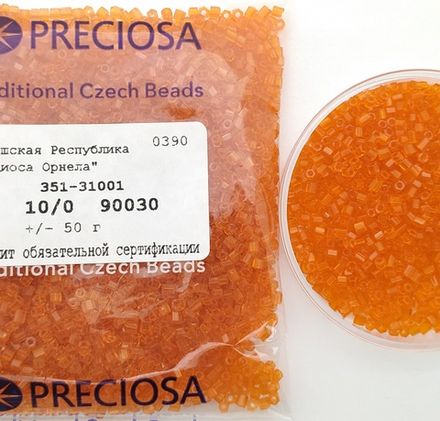 PRECIOSA
ditional Czech Beads
0390
шская Республика
иоса Орнела"
351-31001
10/0 90030
+/- 50 г
ит обязательной сертификации
aditional Czech Beads
PRECIOSA